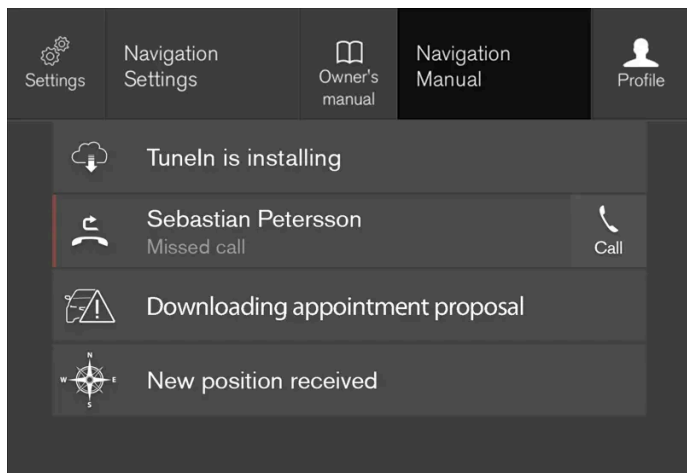 Settings
Navigation
Settings
Owner's
manual
Navigation
Manual
Profile
TuneIn is installing
Sebastian Petersson
Missed call
Call
Downloading appointment proposal
N
W
E
S
New position received